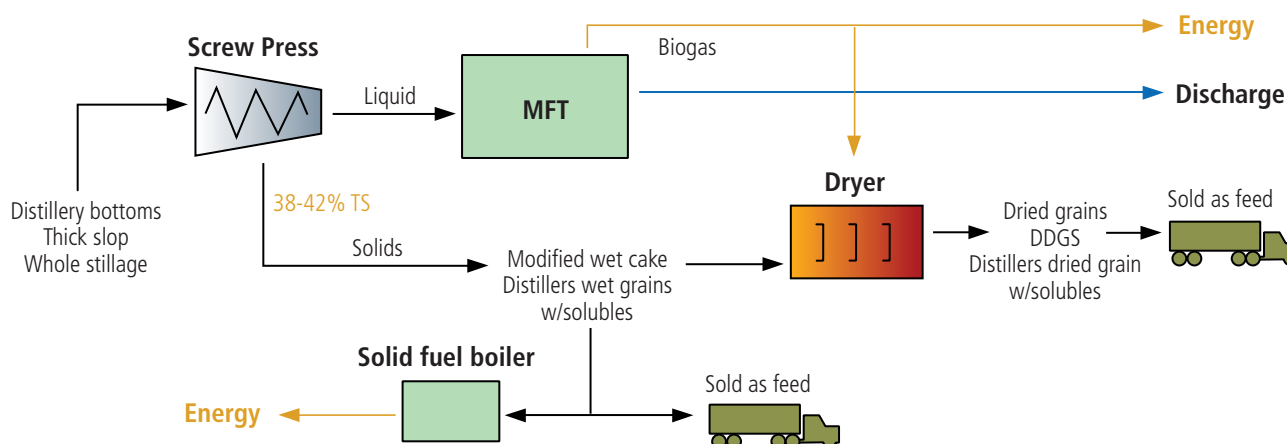 Screw Press
Biogas
Energy
Liquid
MFT
Discharge
Distillery bottoms
Thick slop
Whole stillage
38-42% TS
Solids
Modified wet cake
Distillers wet grains
w/solubles
Dryer
Dried grains
DDGS
Distillers dried grain
w/solubles
Sold as feed
Solid fuel boiler
Energy
Sold as feed